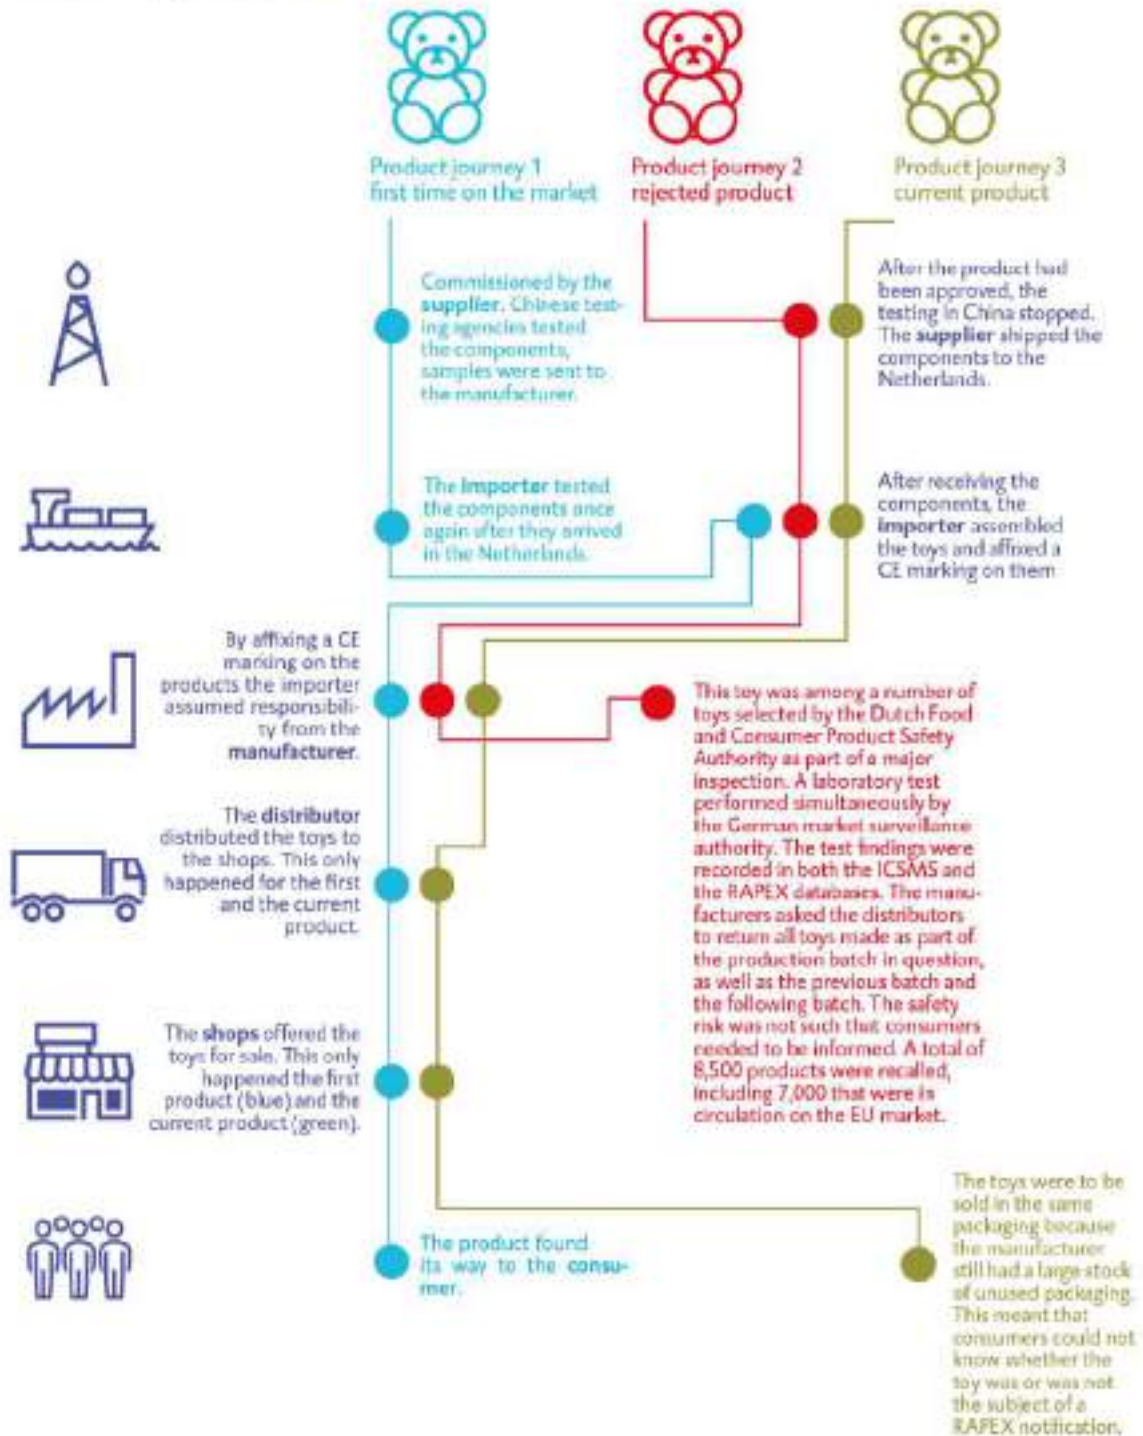 Product journey 1
first time on the market
Product journey 2
rejected product
Product journey 3
current product
Commissioned by the
supplier. Chinese test-
ing agencies tested
the components,
samples were sent to
the manufacturer.
After the product had
been approved, the
testing in China stopped.
The supplier shipped the
components to the
Netherlands.
The importer tested
the components once
again after they arrived
in the Netherlands.
After receiving the
components, the
importer assembled
the toys and affixed a
CE marking on them
By affixing a CE
marking on the
products the importer
assumed responsibili-
ty from the
manufacturer.
This toy was among a number of
toys selected by the Dutch Food
and Consumer Product Safety
Authority as part of a major
inspection. A laboratory test
performed simultaneously by
the German market surveillance
authority. The test findings were
recorded in both the ICSMS and
the RAPEX databases. The manu-
facturers asked the distributors
to return all toys made as part of
the production batch in question,
as well as the previous batch and
the following batch. The safety
risk was not such that consumers
needed to be informed. A total of
8,500 products were recalled,
including 7,000 that were in
circulation on the EU market.
The distributor
distributed the toys to
the shops. This only
happened for the first
and the current
product.
The shops offered the
toys for sale. This only
happened the first
product (blue) and the
current product (green).
The product found
its way to the consu-
mer.
The toys were to be
sold in the same
packaging because
the manufacturer
still had a large stock
of unused packaging.
This meant that
consumers could not
know whether the
toy was or was not
the subject of a
RAPEX notification.